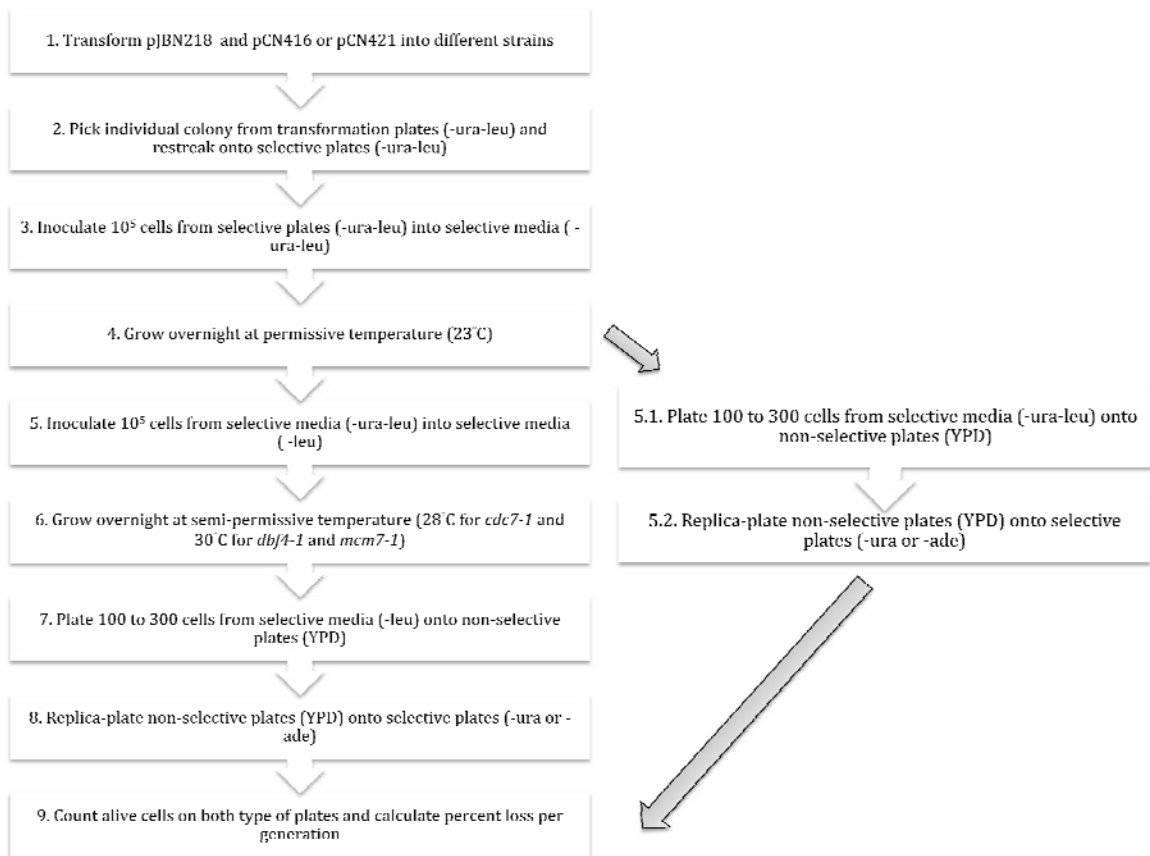 1. Transform pJBN218 and pCN416 or pCN421 into different strains
2. Pick individual colony from transformation plates (-ura-leu) and
restreak onto selective plates (-ura-leu)
3. Inoculate 10⁵ cells from selective plates (-ura-leu) into selective media ( -
ura-leu)
4. Grow overnight at permissive temperature (23°C)
5. Inoculate 10⁵ cells from selective media (-ura-leu) into selective media
( -leu)
6. Grow overnight at semi-permissive temperature (28°C for cdc7-1 and
30°C for dbf4-1 and mcm7-1)
7. Plate 100 to 300 cells from selective media (-leu) onto non-selective
plates (YPD)
8. Replica-plate non-selective plates (YPD) onto selective plates (-ura or -
ade)
9. Count alive cells on both type of plates and calculate percent loss per
generation
5.1. Plate 100 to 300 cells from selective media (-ura-leu) onto
non-selective plates (YPD)
5.2. Replica-plate non-selective plates (YPD) onto selective
plates (-ura or -ade)